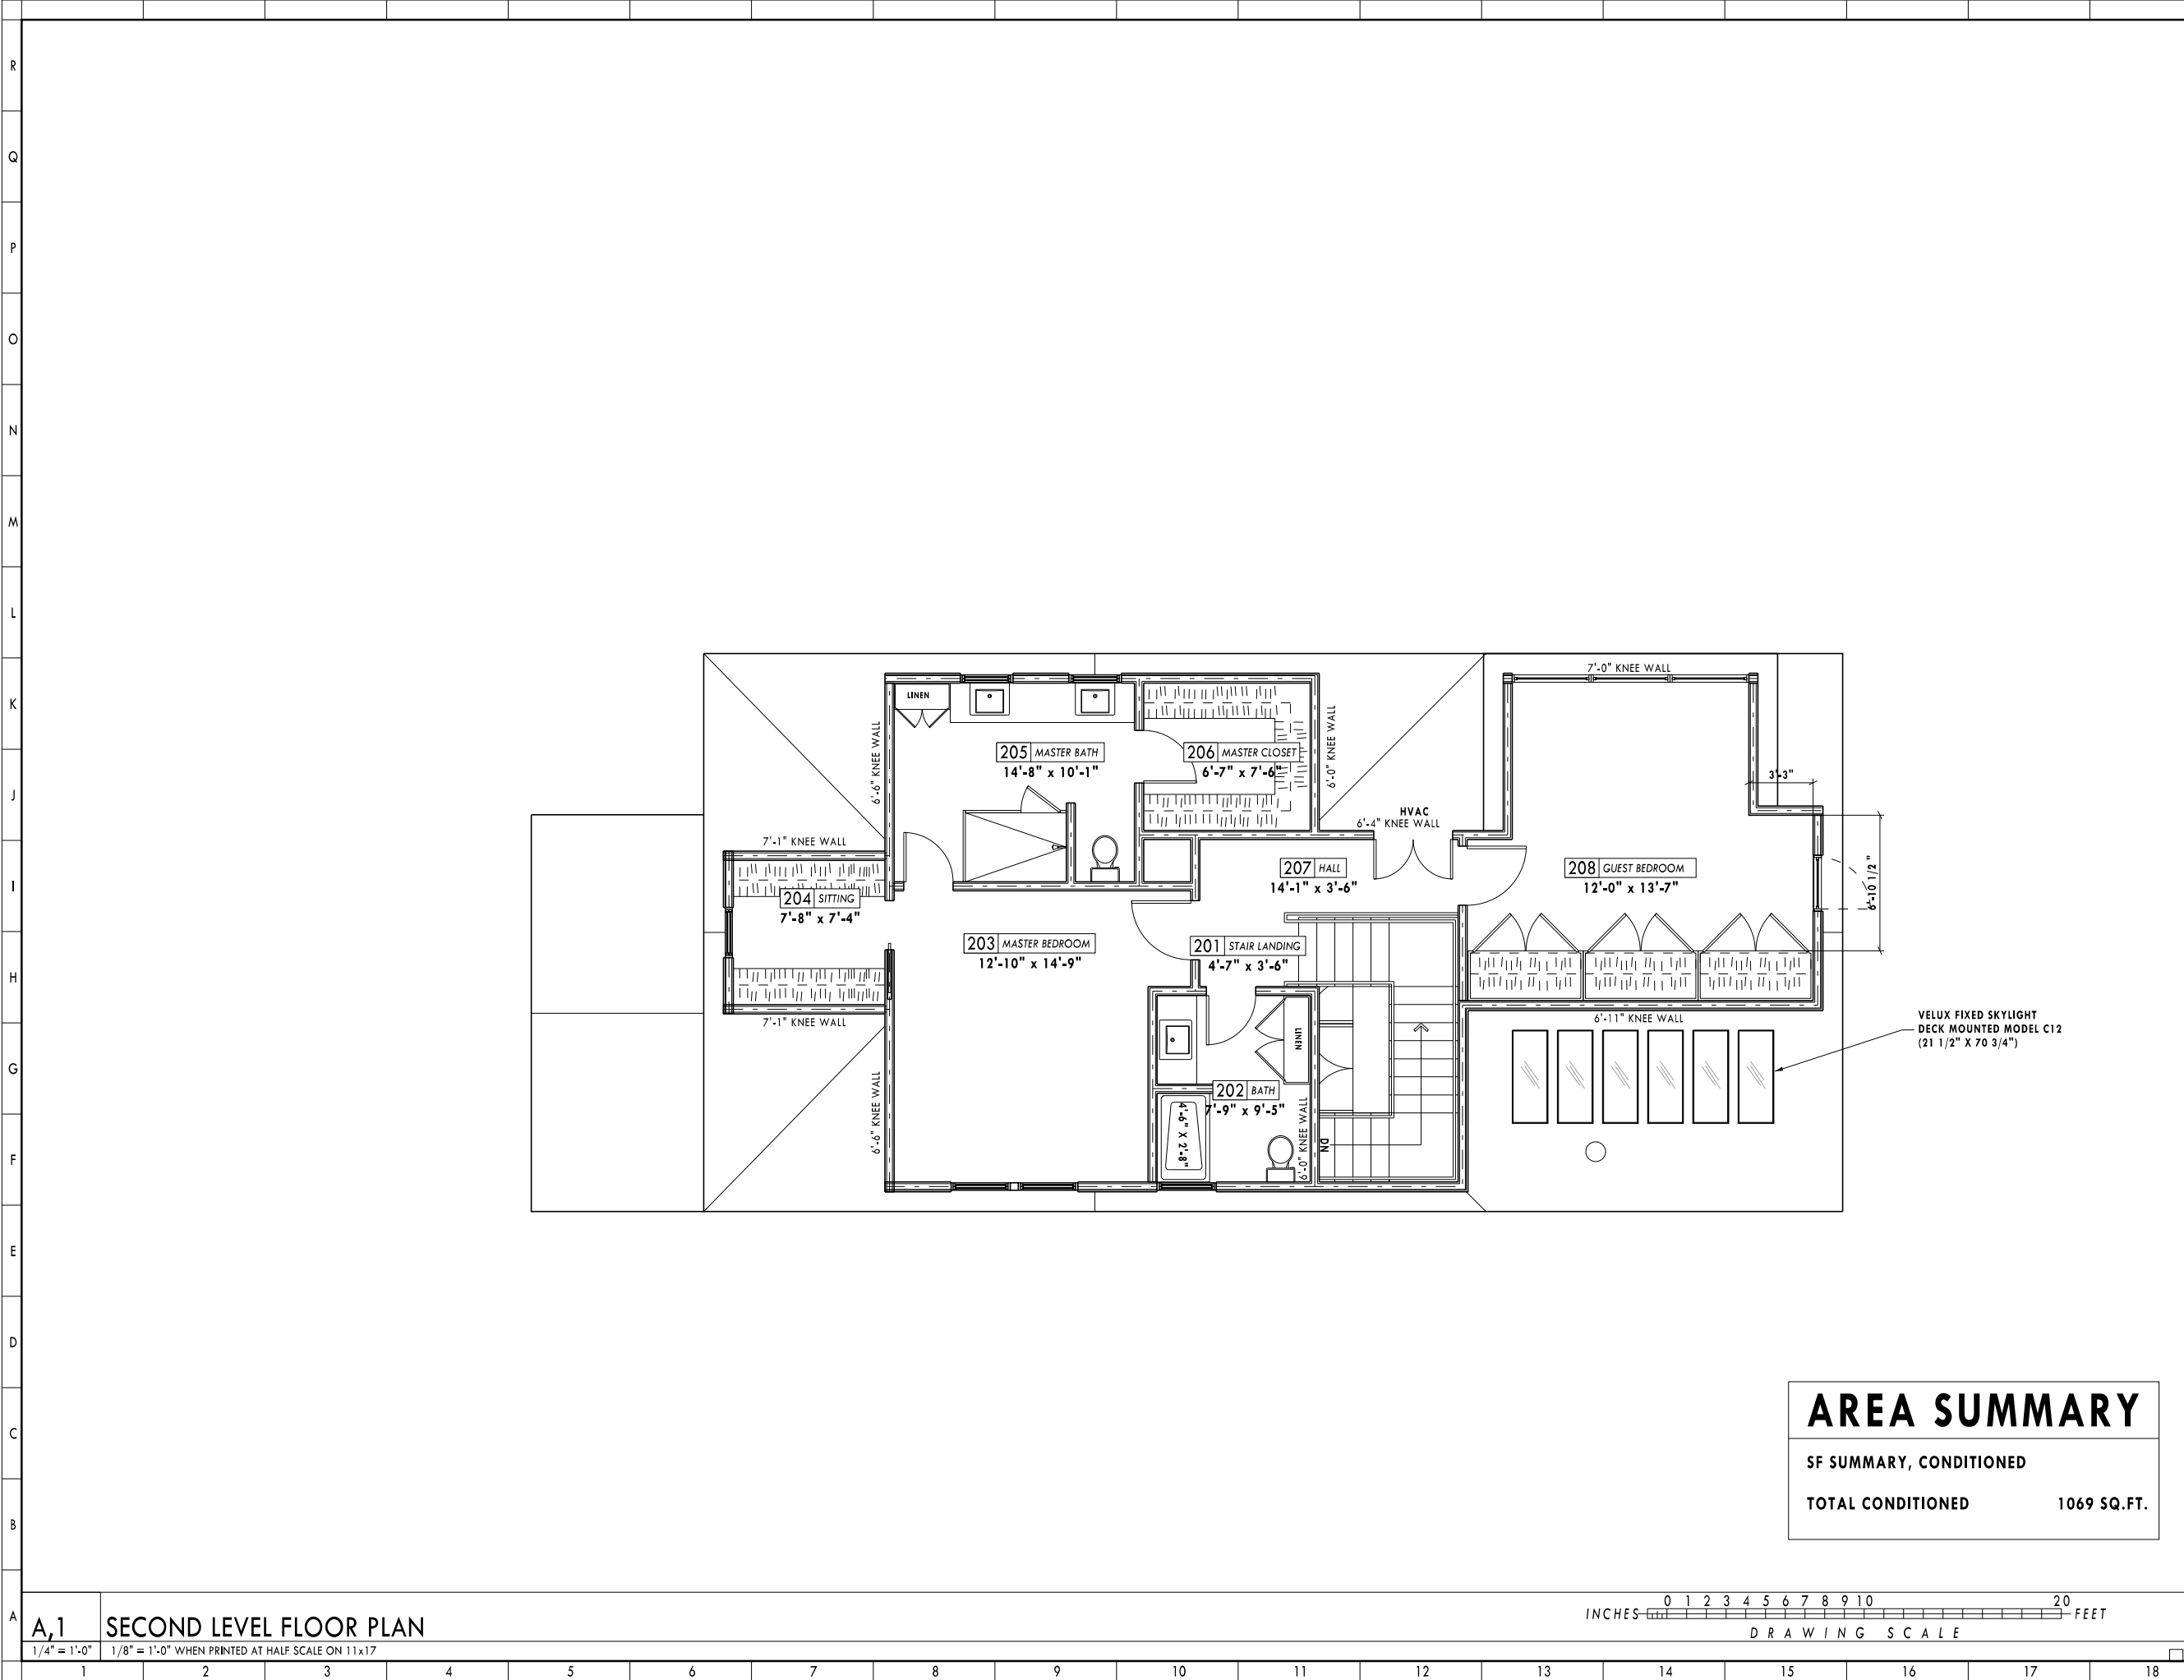 R
Q
P
O
N
M
L
K
J
I
H
G
F
E
D
C
B
A
7'-0" KNEE WALL
LINEN
6'-6" KNEE WALL
205 MASTER BATH
14'-8" x 10'-1"
206 MASTER CLOSET
6'-7" x 7'-6"
6'-0" KNEE WALL
3'-3"
HVAC
6'-4" KNEE WALL
7'-1" KNEE WALL
204 SITTING
7'-8" x 7'-4"
207 HALL
14'-1" x 3'-6"
208 GUEST BEDROOM
12'-0" x 13'-7"
6'-10 1/2"
203 MASTER BEDROOM
12'-10" x 14'-9"
201 STAIR LANDING
4'-7" x 3'-6"
7'-1" KNEE WALL
6'-11" KNEE WALL
VELUX FIXED SKYLIGHT
DECK MOUNTED MODEL C12
(21 1/2" X 70 3/4")
LINEN
6'-6" KNEE WALL
202 BATH
7'-9" x 9'-5"
4'-6" X 2'-8"
6'-0" KNEE WALL
DN
AREA SUMMARY
SF SUMMARY, CONDITIONED
TOTAL CONDITIONED 1069 SQ.FT.
A,1 SECOND LEVEL FLOOR PLAN
1/4" = 1'-0" 1/8" = 1'-0" WHEN PRINTED AT HALF SCALE ON 11x17
0 1 2 3 4 5 6 7 8 9 10 20
INCHES FEET
DRAWING SCALE
1 2 3 4 5 6 7 8 9 10 11 12 13 14 15 16 17 18